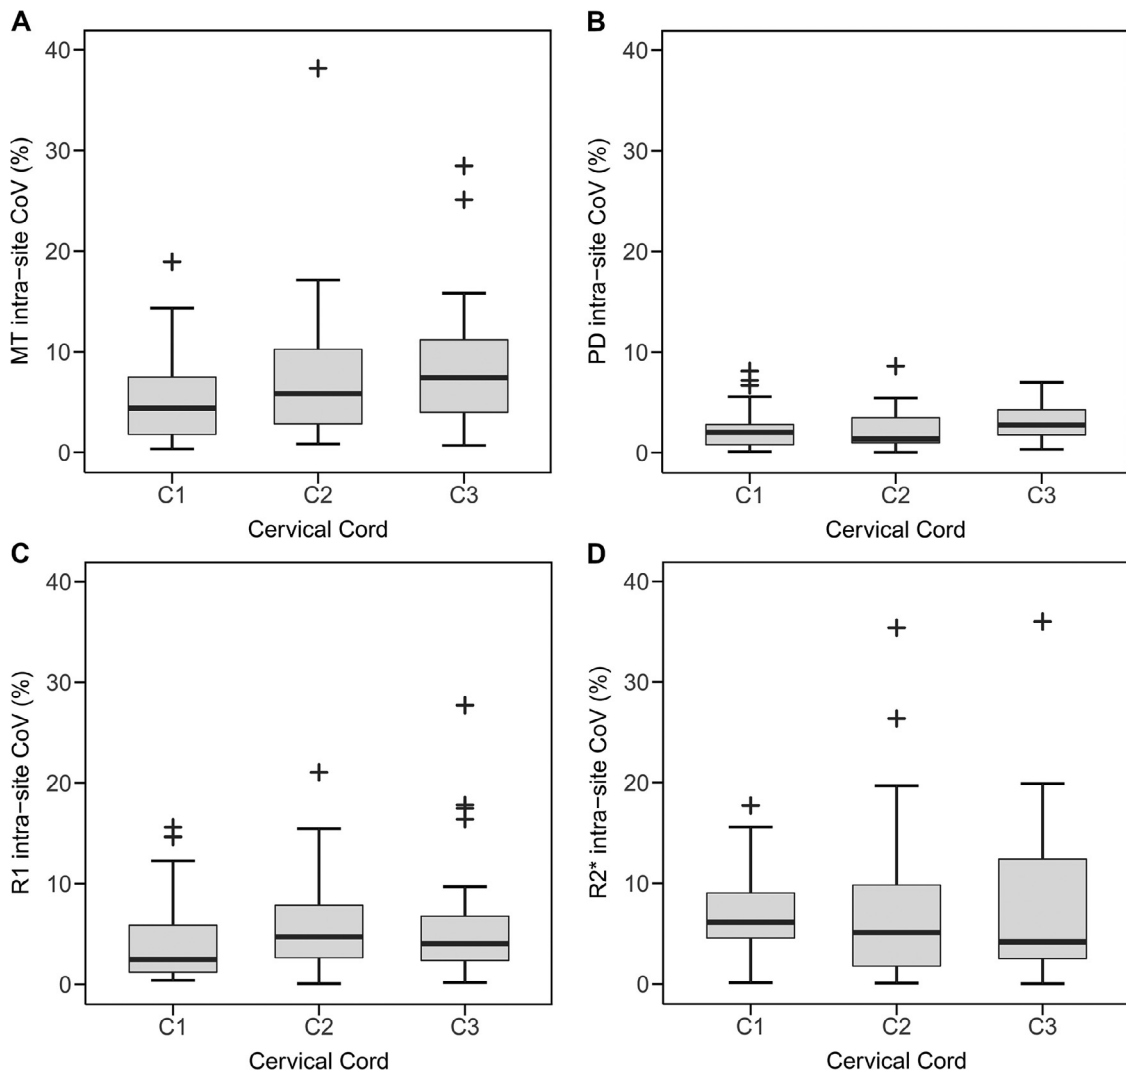 A
MT intra−site CoV (%)
40
30
20
10
0
C1 C2 C3
Cervical Cord
B
PD intra−site CoV (%)
40
30
20
10
0
C1 C2 C3
Cervical Cord
C
R1 intra−site CoV (%)
40
30
20
10
0
C1 C2 C3
Cervical Cord
D
R2* intra−site CoV (%)
40
30
20
10
0
C1 C2 C3
Cervical Cord